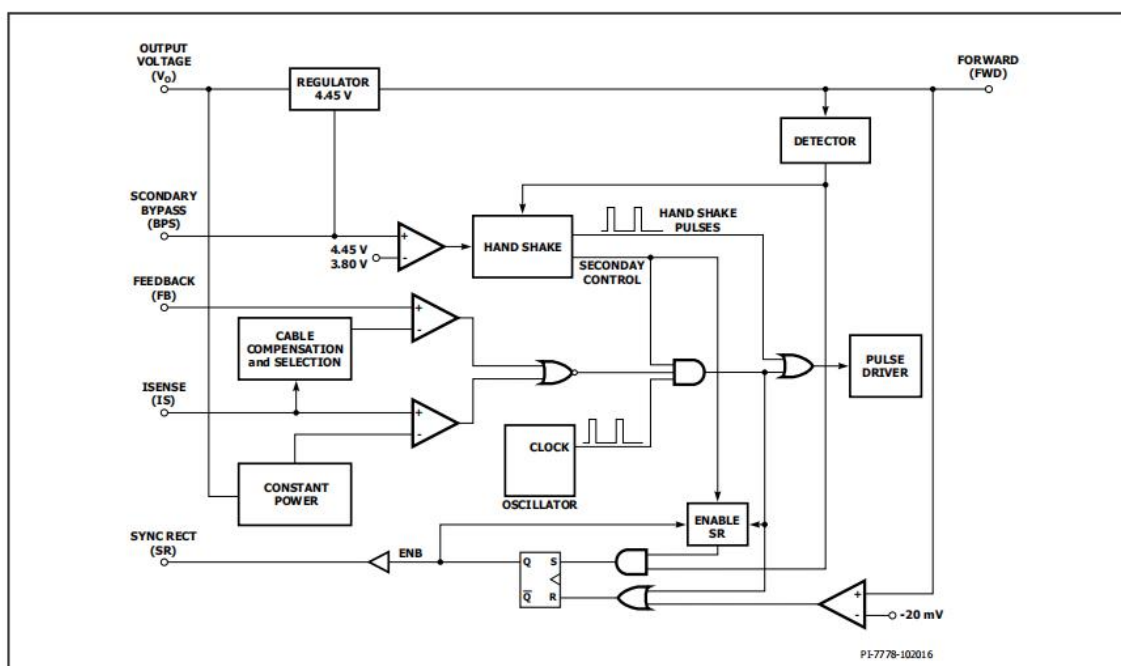 OUTPUT
VOLTAGE
(VO)
REGULATOR
4.45 V
FORWARD
(FWD)
DETECTOR
SCONDARY
BYPASS
(BPS)
4.45 V
3.80 V
+
-
HAND SHAKE
HAND SHAKE
PULSES
SECONDAY
CONTROL
FEEDBACK
(FB)
+
-
CABLE
COMPENSATION
and SELECTION
PULSE
DRIVER
ISENSE
(IS)
+
-
CLOCK
OSCILLATOR
CONSTANT
POWER
ENABLE
SR
SYNC RECT
(SR)
ENB
Q
S
Q
R
+
-
-20 mV
PI-7778-102016